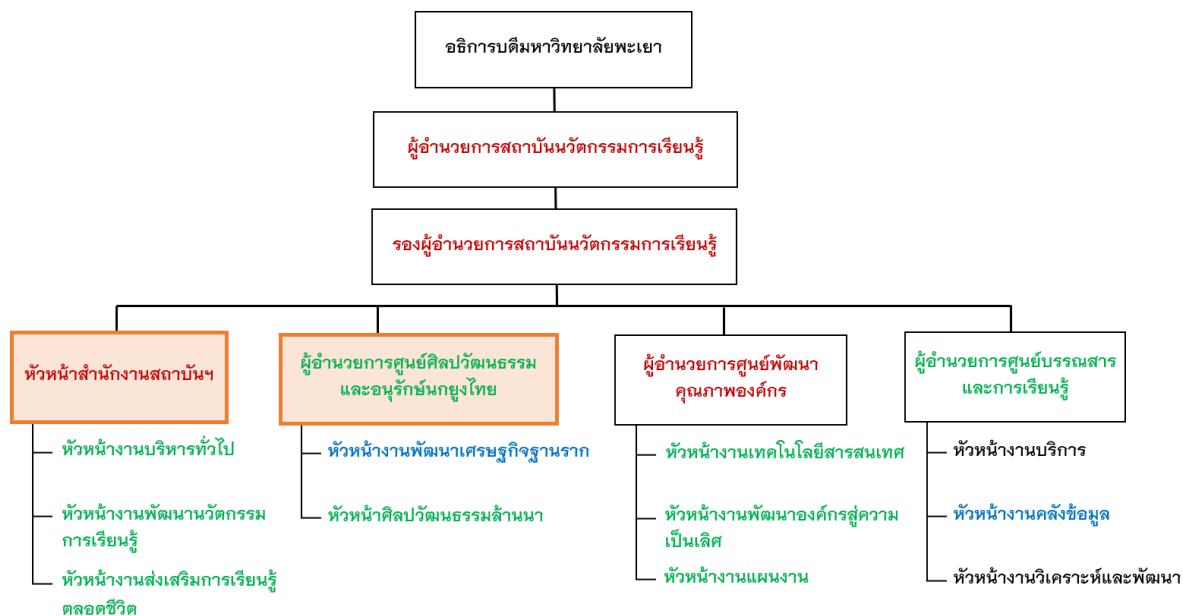 อธิการบดีมหาวิทยาลัยพะเยา
ผู้อำนวยการสถาบันนวัตกรรมการเรียนรู้
รองผู้อำนวยการสถาบันนวัตกรรมการเรียนรู้
หัวหน้าสำนักงานสถาบันฯ
หัวหน้างานบริหารทั่วไป
หัวหน้างานพัฒนานวัตกรรม
การเรียนรู้
หัวหน้างานส่งเสริมการเรียนรู้
ตลอดชีวิต
ผู้อำนวยการศูนย์ศิลปวัฒนธรรม
และอนุรักษ์นกยูงไทย
หัวหน้างานพัฒนาเศรษฐกิจฐานราก
หัวหน้าศิลปวัฒนธรรมล้านนา
ผู้อำนวยการศูนย์พัฒนา
คุณภาพองค์กร
หัวหน้างานเทคโนโลยีสารสนเทศ
หัวหน้างานพัฒนาองค์กรสู่ความ
เป็นเลิศ
หัวหน้างานแผนงาน
ผู้อำนวยการศูนย์บรรณสาร
และการเรียนรู้
หัวหน้างานบริการ
หัวหน้างานคลังข้อมูล
หัวหน้างานวิเคราะห์และพัฒนา